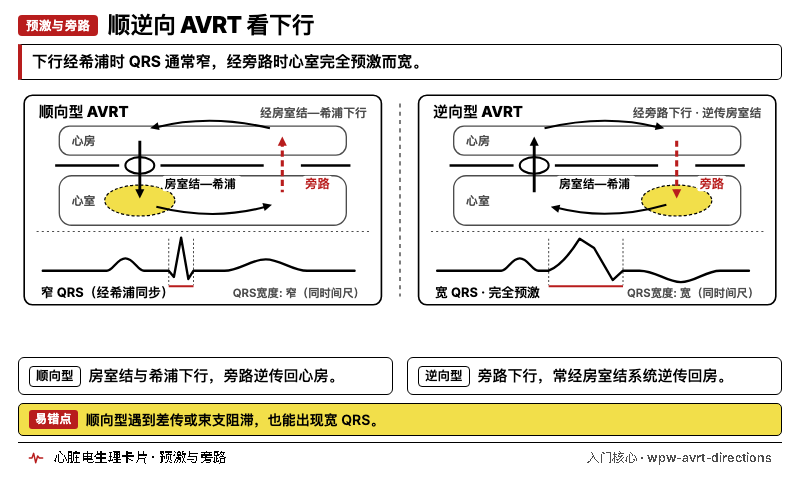 预激与旁路 顺逆向 AVRT 看下行
下行经希浦时 QRS 通常窄，经旁路时心室完全预激而宽。
顺向型 AVRT 经房室结—希浦下行
心房
房室结—希浦 旁路
心室
窄 QRS（经希浦同步） QRS宽度: 窄（同时间尺）
逆向型 AVRT 经旁路下行 · 逆传房室结
心房
房室结—希浦 旁路
心室
宽 QRS · 完全预激 QRS宽度: 宽（同时间尺）
顺向型 房室结与希浦下行，旁路逆传回心房。
逆向型 旁路下行，常经房室结系统逆传回房。
易错点 顺向型遇到差传或束支阻滞，也能出现宽 QRS。
心脏电生理卡片 · 预激与旁路
入门核心 · wpw-avrt-directions